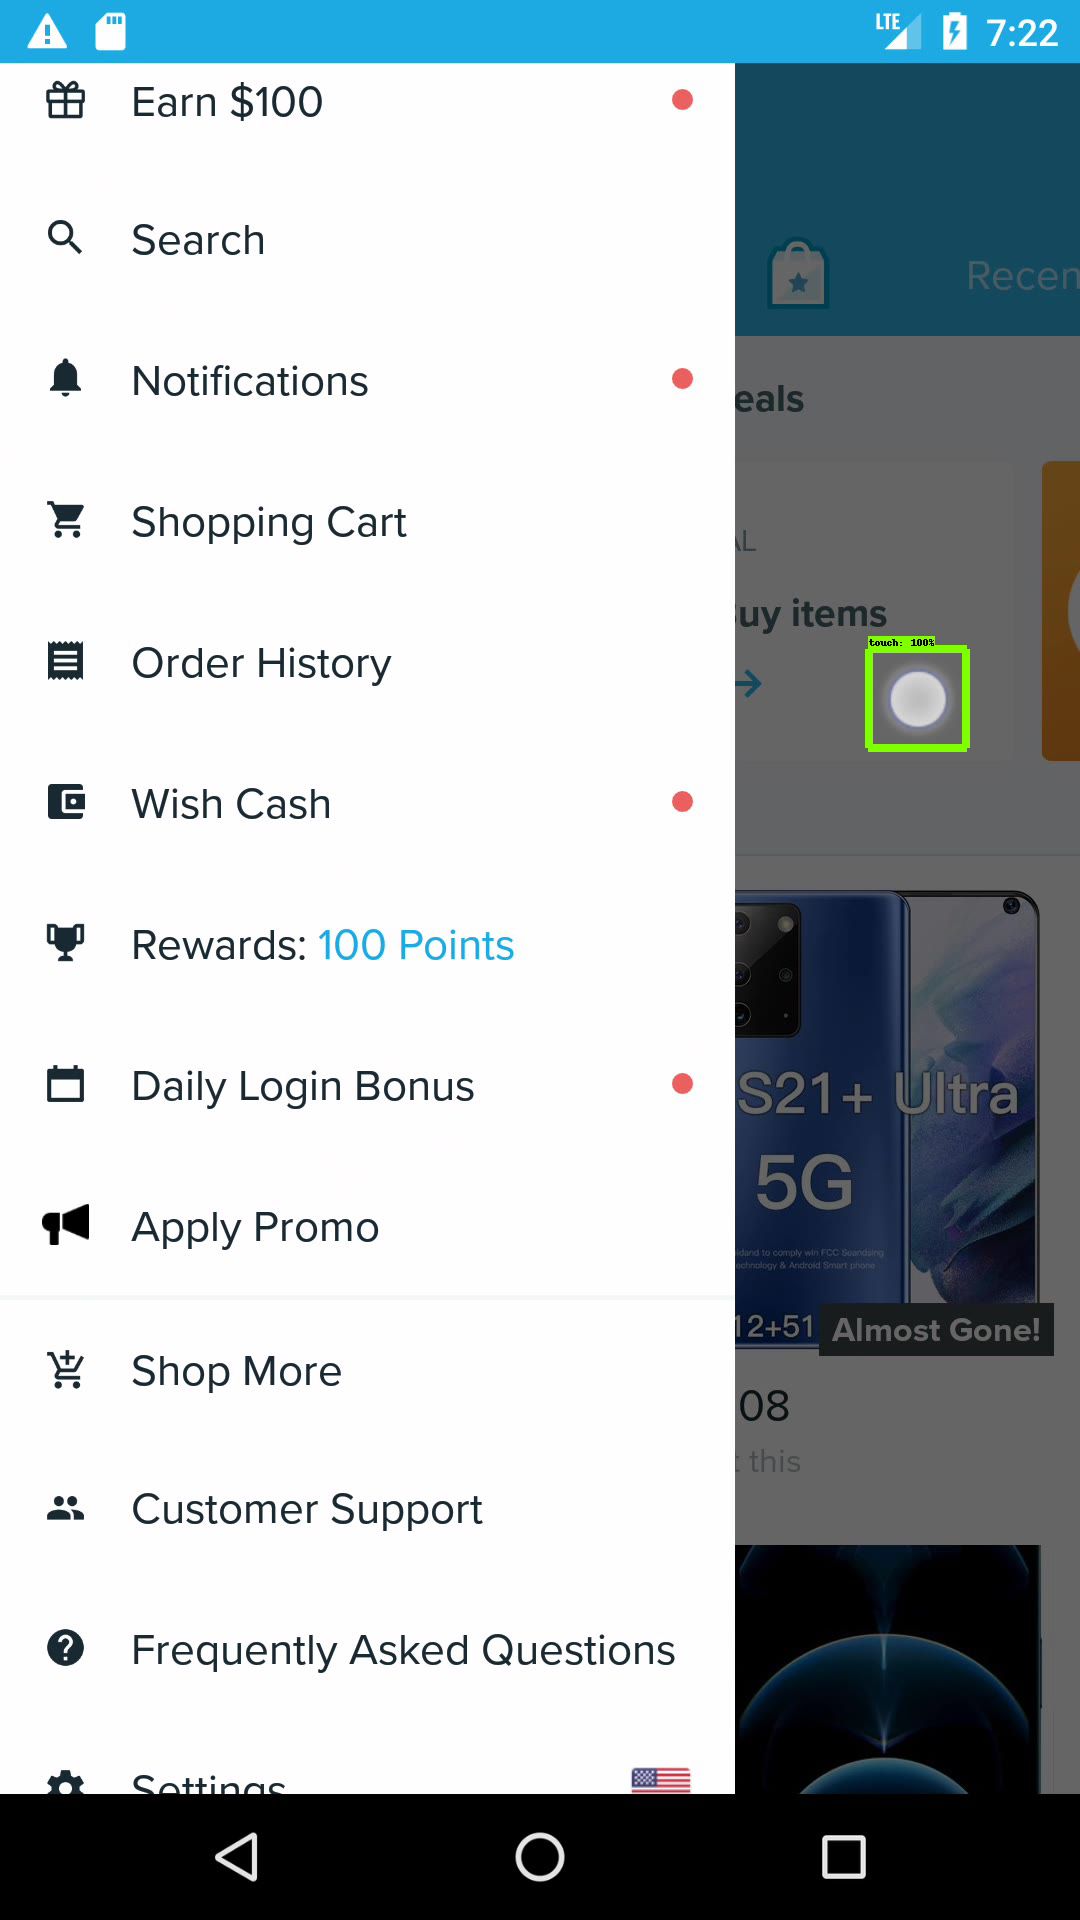 LTE 7:22
Earn $100
Search
Recen
Notifications
eals
Shopping Cart
AL
uy items
touch: 100%
Order History
Wish Cash
Rewards: 100 Points
Daily Login Bonus
S21+ Ultra
5G
Apply Promo
12+51
Almost Gone!
Shop More
08
t this
Customer Support
Frequently Asked Questions
Settings